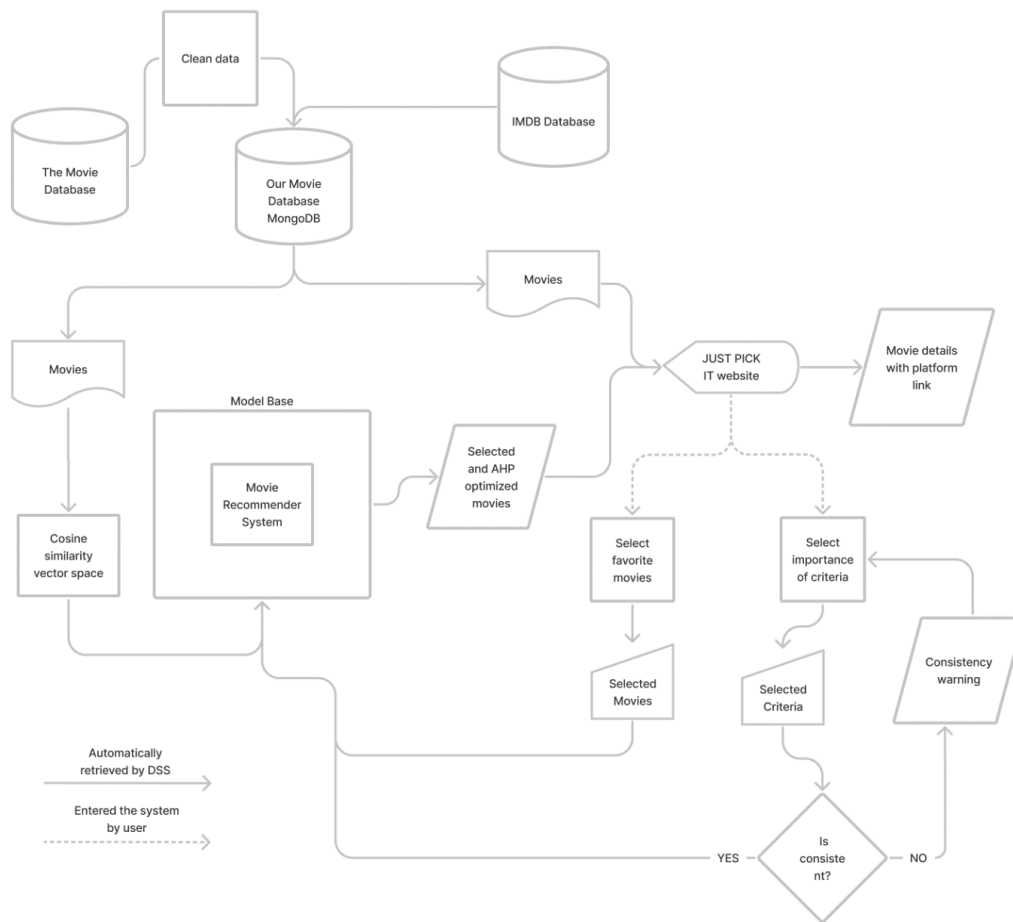 Clean data
IMDB Database
The Movie
Database
Our Movie
Database
MongoDB
Movies
Movies
JUST PICK
IT website
Movie details
with platform
link
Model Base
Movie
Recommender
System
Selected
and AHP
optimized
movies
Cosine
similarity
vector space
Select
favorite
movies
Select
importance
of criteria
Selected
Movies
Selected
Criteria
Consistency
warning
Automatically
retrieved by DSS
Entered the system
by user
YES
Is
consiste
nt?
NO